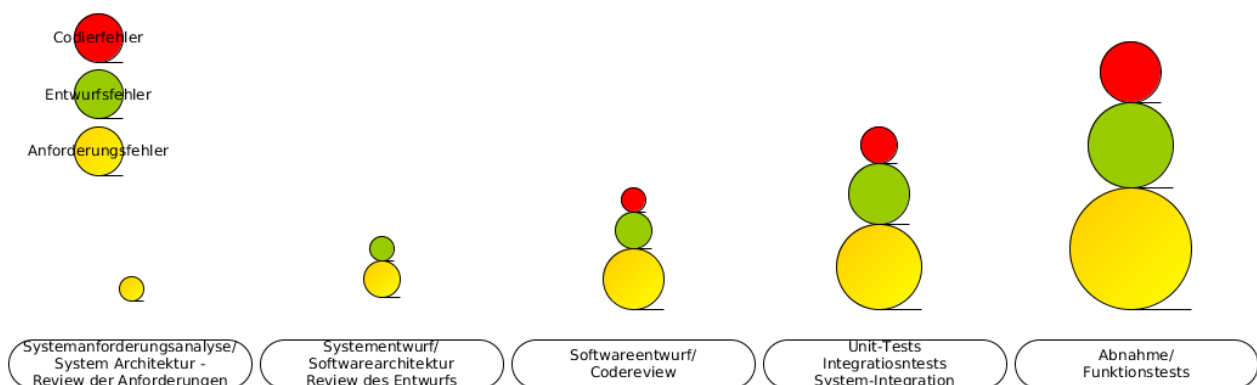 Codierfehler
Entwurfsfehler
Anforderungsfehler
Systemanforderungsanalyse/
System Architektur -
Review der Anforderungen
Systementwurf/
Softwarearchitektur
Review des Entwurfs
Softwareentwurf/
Codereview
Unit-Tests
Integrationstests
System-Integration
Abnahme/
Funktionstests